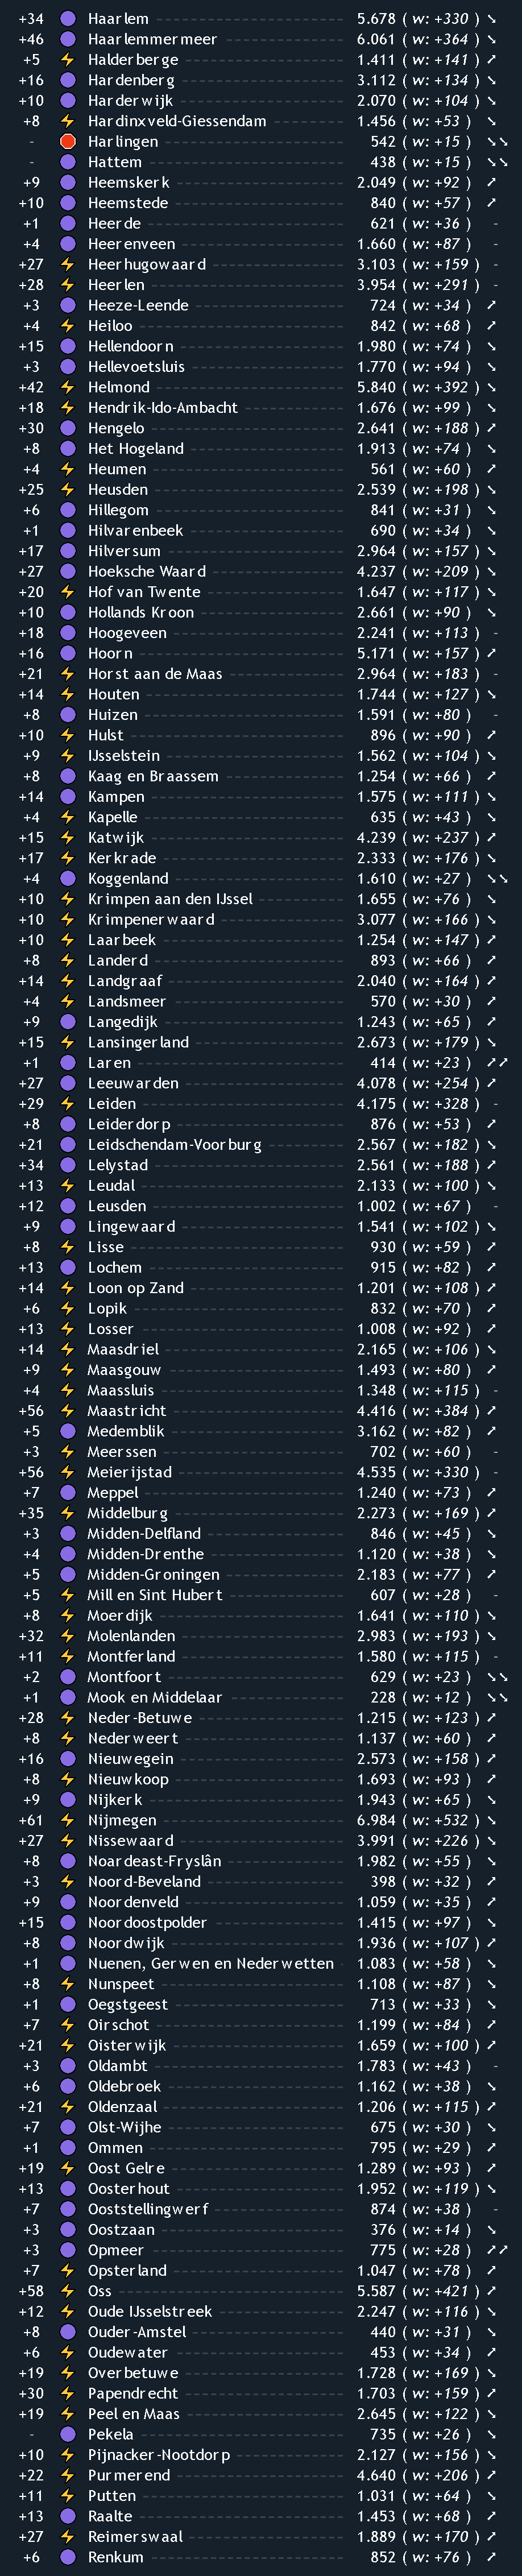 +34 Haarlem 5.678 ( w: +330 ) ↘
+46 Haarlemmermeer 6.061 ( w: +364 ) ↘
+5 Halderberge 1.411 ( w: +141 ) ↗
+16 Hardenberg 3.112 ( w: +134 ) ↘
+10 Harderwijk 2.070 ( w: +104 ) ↘
+8 Hardinxveld-Giessendam 1.456 ( w: +53 ) ↘
- Harlingen 542 ( w: +15 ) ↘↘
- Hattem 438 ( w: +15 ) ↘↘
+9 Heemskerk 2.049 ( w: +92 ) ↗
+10 Heemstede 840 ( w: +57 ) ↗
+1 Heerde 621 ( w: +36 ) -
+4 Heerenveen 1.660 ( w: +87 ) -
+27 Heerhugowaard 3.103 ( w: +159 )
+28 Heerlen 3.954 ( w: +291 ) -
+3 Heeze-Leende 724 ( w: +34 ) ↗
+4 Heiloo 842 ( w: +68 ) ↗
+15 Hellendoorn 1.980 ( w: +74 ) ↘
+3 Hellevoetsluis 1.770 ( w: +94 ) ↘
+42 Helmond 5.840 ( w: +392 ) ↘
+18 Hendrik-Ido-Ambacht 1.676 ( w: +99 ) ↘
+30 Hengelo 2.641 ( w: +188 ) ↗
+8 Het Hogeland 1.913 ( w: +74 ) ↘
+4 Heumen 561 ( w: +60 ) ↗
+25 Heusden 2.539 ( w: +198 ) ↘
+6 Hillegom 841 ( w: +31 ) ↘
+1 Hilvarenbeek 690 ( w: +34 ) ↘
+17 Hilversum 2.964 ( w: +157 ) ↘
+27 Hoeksche Waard 4.237 ( w: +209 ) ↘
+20 Hof van Twente 1.647 ( w: +117 ) ↘
+10 Hollands Kroon 2.661 ( w: +90 ) ↘
+18 Hoogeveen 2.241 ( w: +113 ) -
+16 Hoorn 5.171 ( w: +157 ) ↗
+21 Horst aan de Maas 2.964 ( w: +183 ) -
+14 Houten 1.744 ( w: +127 ) ↘
+8 Huizen 1.591 ( w: +80 ) -
+10 Hulst 896 ( w: +90 ) ↗
+9 IJsselstein 1.562 ( w: +104 ) ↘
+8 Kaag en Braassem 1.254 ( w: +66 ) ↗
+14 Kampen 1.575 ( w: +111 ) ↘
+4 Kapelle 635 ( w: +43 ) ↘
+15 Katwijk 4.239 ( w: +237 ) ↗
+17 Kerkrade 2.333 ( w: +176 ) ↘
+4 Koggenland 1.610 ( w: +27 ) ↘↘
+10 Krimpen aan den IJssel 1.655 ( w: +76 ) ↘
+10 Krimpenerwaard 3.077 ( w: +166 ) ↘
+10 Laarbeek 1.254 ( w: +147 ) ↗
+8 Landerd 893 ( w: +66 ) ↗
+14 Landgraaf 2.040 ( w: +164 ) ↗
+4 Landsmeer 570 ( w: +30 ) ↗
+9 Langedijk 1.243 ( w: +65 ) ↗
+15 Lansingerland 2.673 ( w: +179 ) ↘
+1 Laren 414 ( w: +23 ) ↗↗
+27 Leeuwarden 4.078 ( w: +254 ) ↗
+29 Leiden 4.175 ( w: +328 )
+8 Leiderdorp 876 ( w: +53 ) ↗
+21 Leidschendam-Voorburg 2.567 ( w: +182 ) ↘
+34 Lelystad 2.561 ( w: +188 ) ↗
+13 Leudal 2.133 ( w: +100 ) ↘
+12 Leusden 1.002 ( w: +67 ) -
+9 Lingewaard 1.541 ( w: +102 ) ↘
+8 Lisse 930 ( w: +59 ) ↗
+13 Lochem 915 ( w: +82 ) ↗
+14 Loon op Zand 1.201 ( w: +108 ) ↗
+6 Lopik 832 ( w: +70 ) ↗
+13 Losser 1.008 ( w: +92 ) ↗
+14 Maasdriel 2.165 ( w: +106 ) ↘
+9 Maasgouw 1.493 ( w: +80 ) ↗
+4 Maassluis 1.348 ( w: +115 ) -
+56 Maastricht 4.416 ( w: +384 ) ↗
+5 Medemblik 3.162 ( w: +82 ) ↗
+3 Meerssen 702 ( w: +60 ) -
+56 Meierijstad 4.535 ( w: +330 ) -
+7 Meppel 1.240 ( w: +73 ) ↗
+35 Middelburg 2.273 ( w: +169 ) ↗
+3 Midden-Delfland 846 ( w: +45 ) ↘
+4 Midden-Drenthe 1.120 ( w: +38 ) ↘
+5 Midden-Groningen 2.183 ( w: +77 ) ↗
+5 Mill en Sint Hubert 607 ( w: +28 )
+8 Moerdijk 1.641 ( w: +110 ) ↘
+32 Molenlanden 2.983 ( w: +193 ) ↘
+11 Montferland 1.580 ( w: +115 ) -
+2 Montfoort 629 ( w: +23 ) ↘↘
+1 Mook en Middelaar 228 ( w: +12 ) ↘↘
+28 Neder-Betuwe 1.215 ( w: +123 ) ↗
+8 Nederweert 1.137 ( w: +60 ) ↗
+16 Nieuwegein 2.573 ( w: +158 ) ↗
+8 Nieuwkoop 1.693 ( w: +93 ) ↗
+9 Nijkerk 1.943 ( w: +65 ) ↘
+61 Nijmegen 6.984 ( w: +532 ) ↗
+27 Nissewaard 3.991 ( w: +226 ) ↘
+8 Noardeast-Fryslân 1.982 ( w: +55 ) ↘
+3 Noord-Beveland 398 ( w: +32 ) ↗
+9 Noordenveld 1.059 ( w: +35 ) ↗
+15 Noordoostpolder 1.415 ( w: +97 ) ↘
+8 Noordwijk 1.936 ( w: +107 ) ↗
+1 Nuenen, Gerwen en Nederwetten 1.083 ( w: +58 ) ↘
+8 Nunspeet 1.108 ( w: +87 ) ↘
+1 Oegstgeest 713 ( w: +33 ) ↘
+7 Oirschot 1.199 ( w: +84 ) ↗
+21 Oisterwijk 1.659 ( w: +100 ) ↗
+3 Oldambt 1.783 ( w: +43 ) -
+6 Oldebroek 1.162 ( w: +38 ) ↘
+21 Oldenzaal 1.206 ( w: +115 ) ↗
+7 Olst-Wijhe 675 ( w: +30 ) ↘
+1 Ommen 795 ( w: +29 ) ↗
+19 Oost Gelre 1.289 ( w: +93 ) ↗
+13 Oosterhout 1.952 ( w: +119 ) ↘
+7 Ooststellingwerf 874 ( w: +38 ) -
+3 Oostzaan 376 ( w: +14 ) ↘
+3 Opmeer 775 ( w: +28 ) ↗↗
+7 Opsterland 1.047 ( w: +78 ) ↗
+58 Oss 5.587 ( w: +421 ) ↗
+12 Oude IJsselstreek 2.247 ( w: +116 ) ↘
+8 Ouder-Amstel 440 ( w: +31 ) ↘
+6 Oudewater 453 ( w: +34 ) ↗
+19 Overbetuwe 1.728 ( w: +169 ) ↘
+30 Papendrecht 1.703 ( w: +159 ) ↗
+19 Peel en Maas 2.645 ( w: +122 ) ↘
- Pekela 735 ( w: +26 ) ↘
+10 Pijnacker-Nootdorp 2.127 ( w: +156 ) ↘
+22 Purmerend 4.640 ( w: +206 ) ↗
+11 Putten 1.031 ( w: +64 ) ↘
+13 Raalte 1.453 ( w: +68 ) ↗
+27 Reimerswaal 1.889 ( w: +170 ) ↗
+6 Renkum 852 ( w: +76 ) ↗